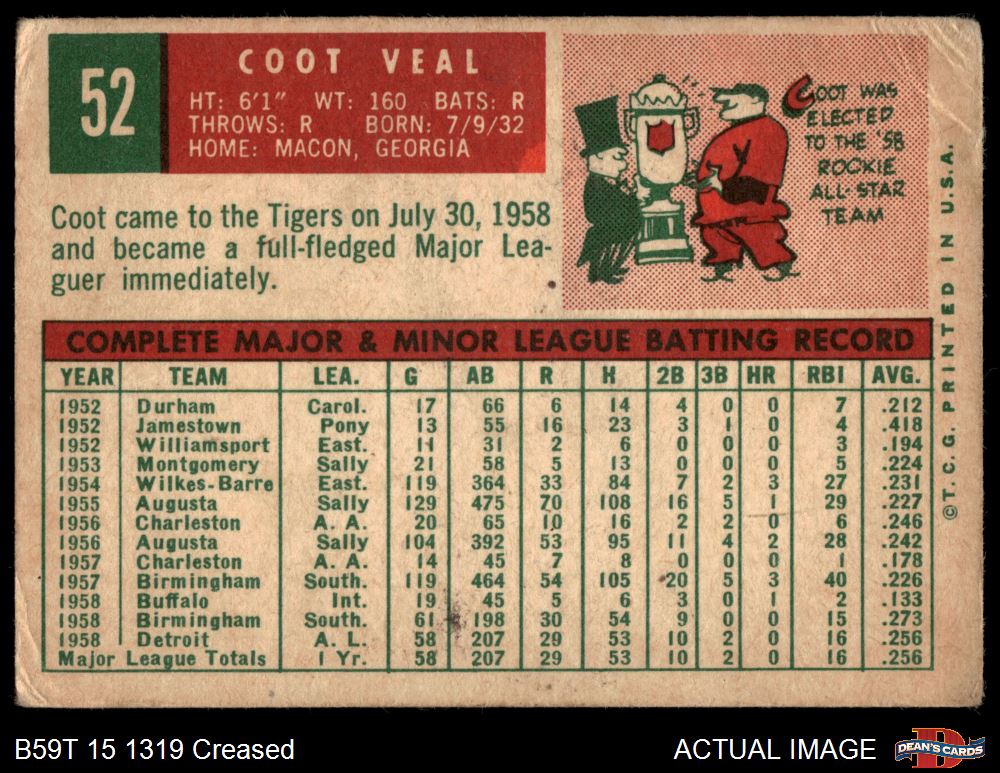 52
COOT VEAL
HT: 6'1" WT: 160 BATS: R
THROWS: R BORN: 7/9/32
HOME: MACON, GEORGIA
COOT WAS
ELECTED
TO THE '58
ROOKIE
ALL-STAR
TEAM
Coot came to the Tigers on July 30, 1958
and became a full-fledged Major Lea-
guer immediately.
COMPLETE MAJOR & MINOR LEAGUE BATTING RECORD
YEAR TEAM LEA. G AB R H 2B 3B HR RBI AVG.
1952 Durham Carol. 17 66 6 14 4 0 0 7 .212
1952 Jamestown Pony 13 55 16 23 3 1 0 4 .418
1952 Williamsport East. 11 31 2 6 0 0 0 3 .194
1953 Montgomery Sally 21 58 5 13 0 0 0 5 .224
1954 Wilkes-Barre East. 119 364 33 84 7 2 3 27 .231
1955 Augusta Sally 129 475 70 108 16 5 1 29 .227
1956 Charleston A. A. 20 65 10 16 2 2 0 6 .246
1956 Augusta Sally 104 392 53 95 11 4 2 28 .242
1957 Charleston A. A. 14 45 7 8 0 0 0 1 .178
1957 Birmingham South. 119 464 54 105 20 5 3 40 .226
1958 Buffalo Int. 19 45 5 6 3 0 1 2 .133
1958 Birmingham South. 61 198 30 54 9 0 0 15 .273
1958 Detroit A. L. 58 207 29 53 10 2 0 16 .256
Major League Totals 1 Yr. 58 207 29 53 10 2 0 16 .256
©T. C. G. PRINTED IN U.S.A.
B59T 15 1319 Creased
ACTUAL IMAGE
DEAN'S CARDS